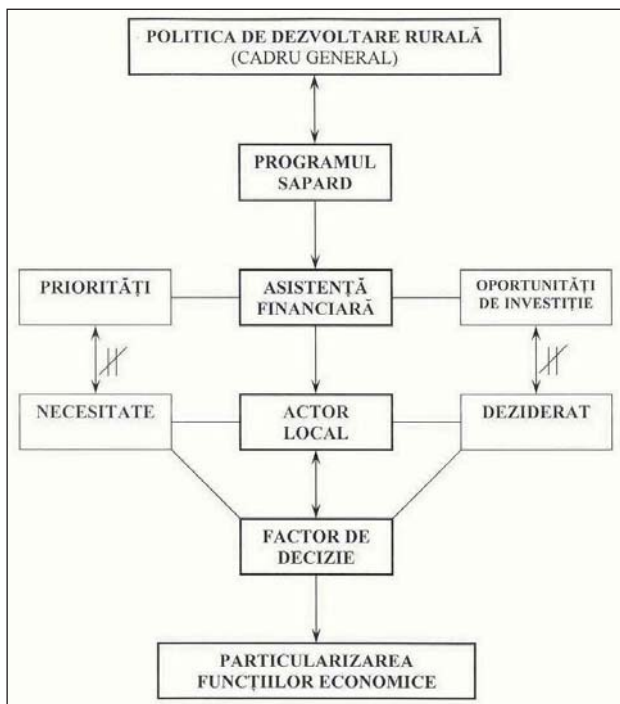 POLITICA DE DEZVOLTARE RURALĂ
(CADRU GENERAL)
PROGRAMUL
SAPARD
PRIORITĂȚI
ASISTENȚĂ
FINANCIARĂ
OPORTUNITĂȚI
DE INVESTIȚIE
NECESITATE
ACTOR
LOCAL
DEZIDERAT
FACTOR DE
DECIZIE
PARTICULARIZAREA
FUNCȚIILOR ECONOMICE